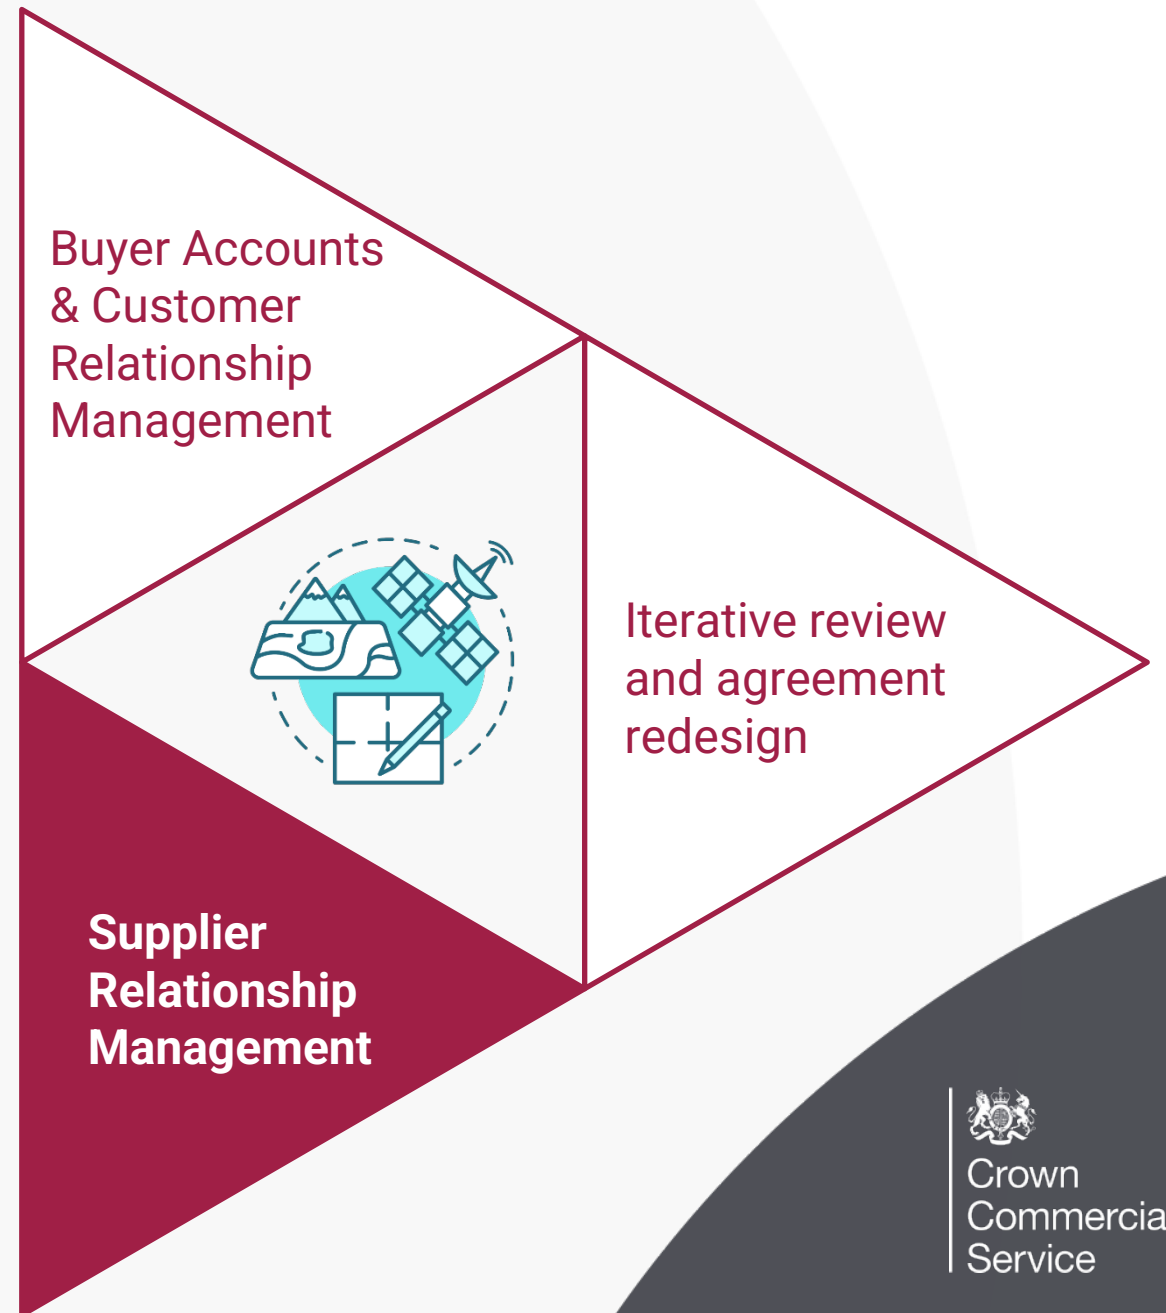 Buyer Accounts
& Customer
Relationship
Management
Iterative review
and agreement
redesign
Supplier
Relationship
Management
Crown
Commercia
Service